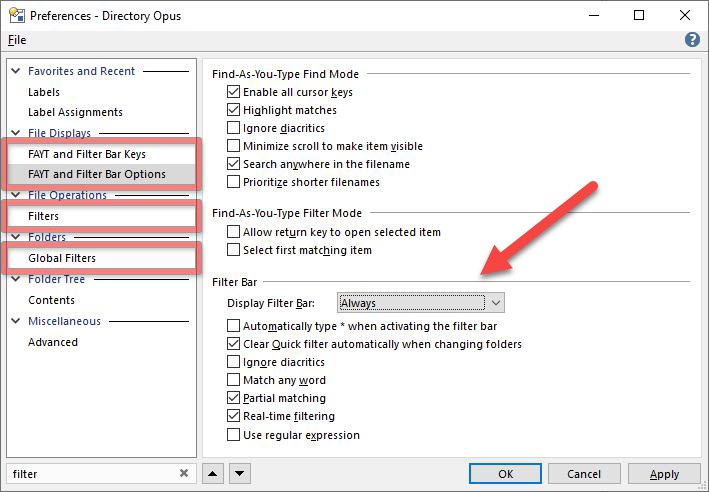 Preferences - Directory Opus
File
Favorites and Recent
Labels
Label Assignments
File Displays
FAYT and Filter Bar Keys
FAYT and Filter Bar Options
File Operations
Filters
Folders
Global Filters
Folder Tree
Contents
Miscellaneous
Advanced
filter
Find-As-You-Type Find Mode
Enable all cursor keys
Highlight matches
Ignore diacritics
Minimize scroll to make item visible
Search anywhere in the filename
Prioritize shorter filenames
Find-As-You-Type Filter Mode
Allow return key to open selected item
Select first matching item
Filter Bar
Display Filter Bar: Always
Automatically type * when activating the filter bar
Clear Quick filter automatically when changing folders
Ignore diacritics
Match any word
Partial matching
Real-time filtering
Use regular expression
OK Cancel Apply